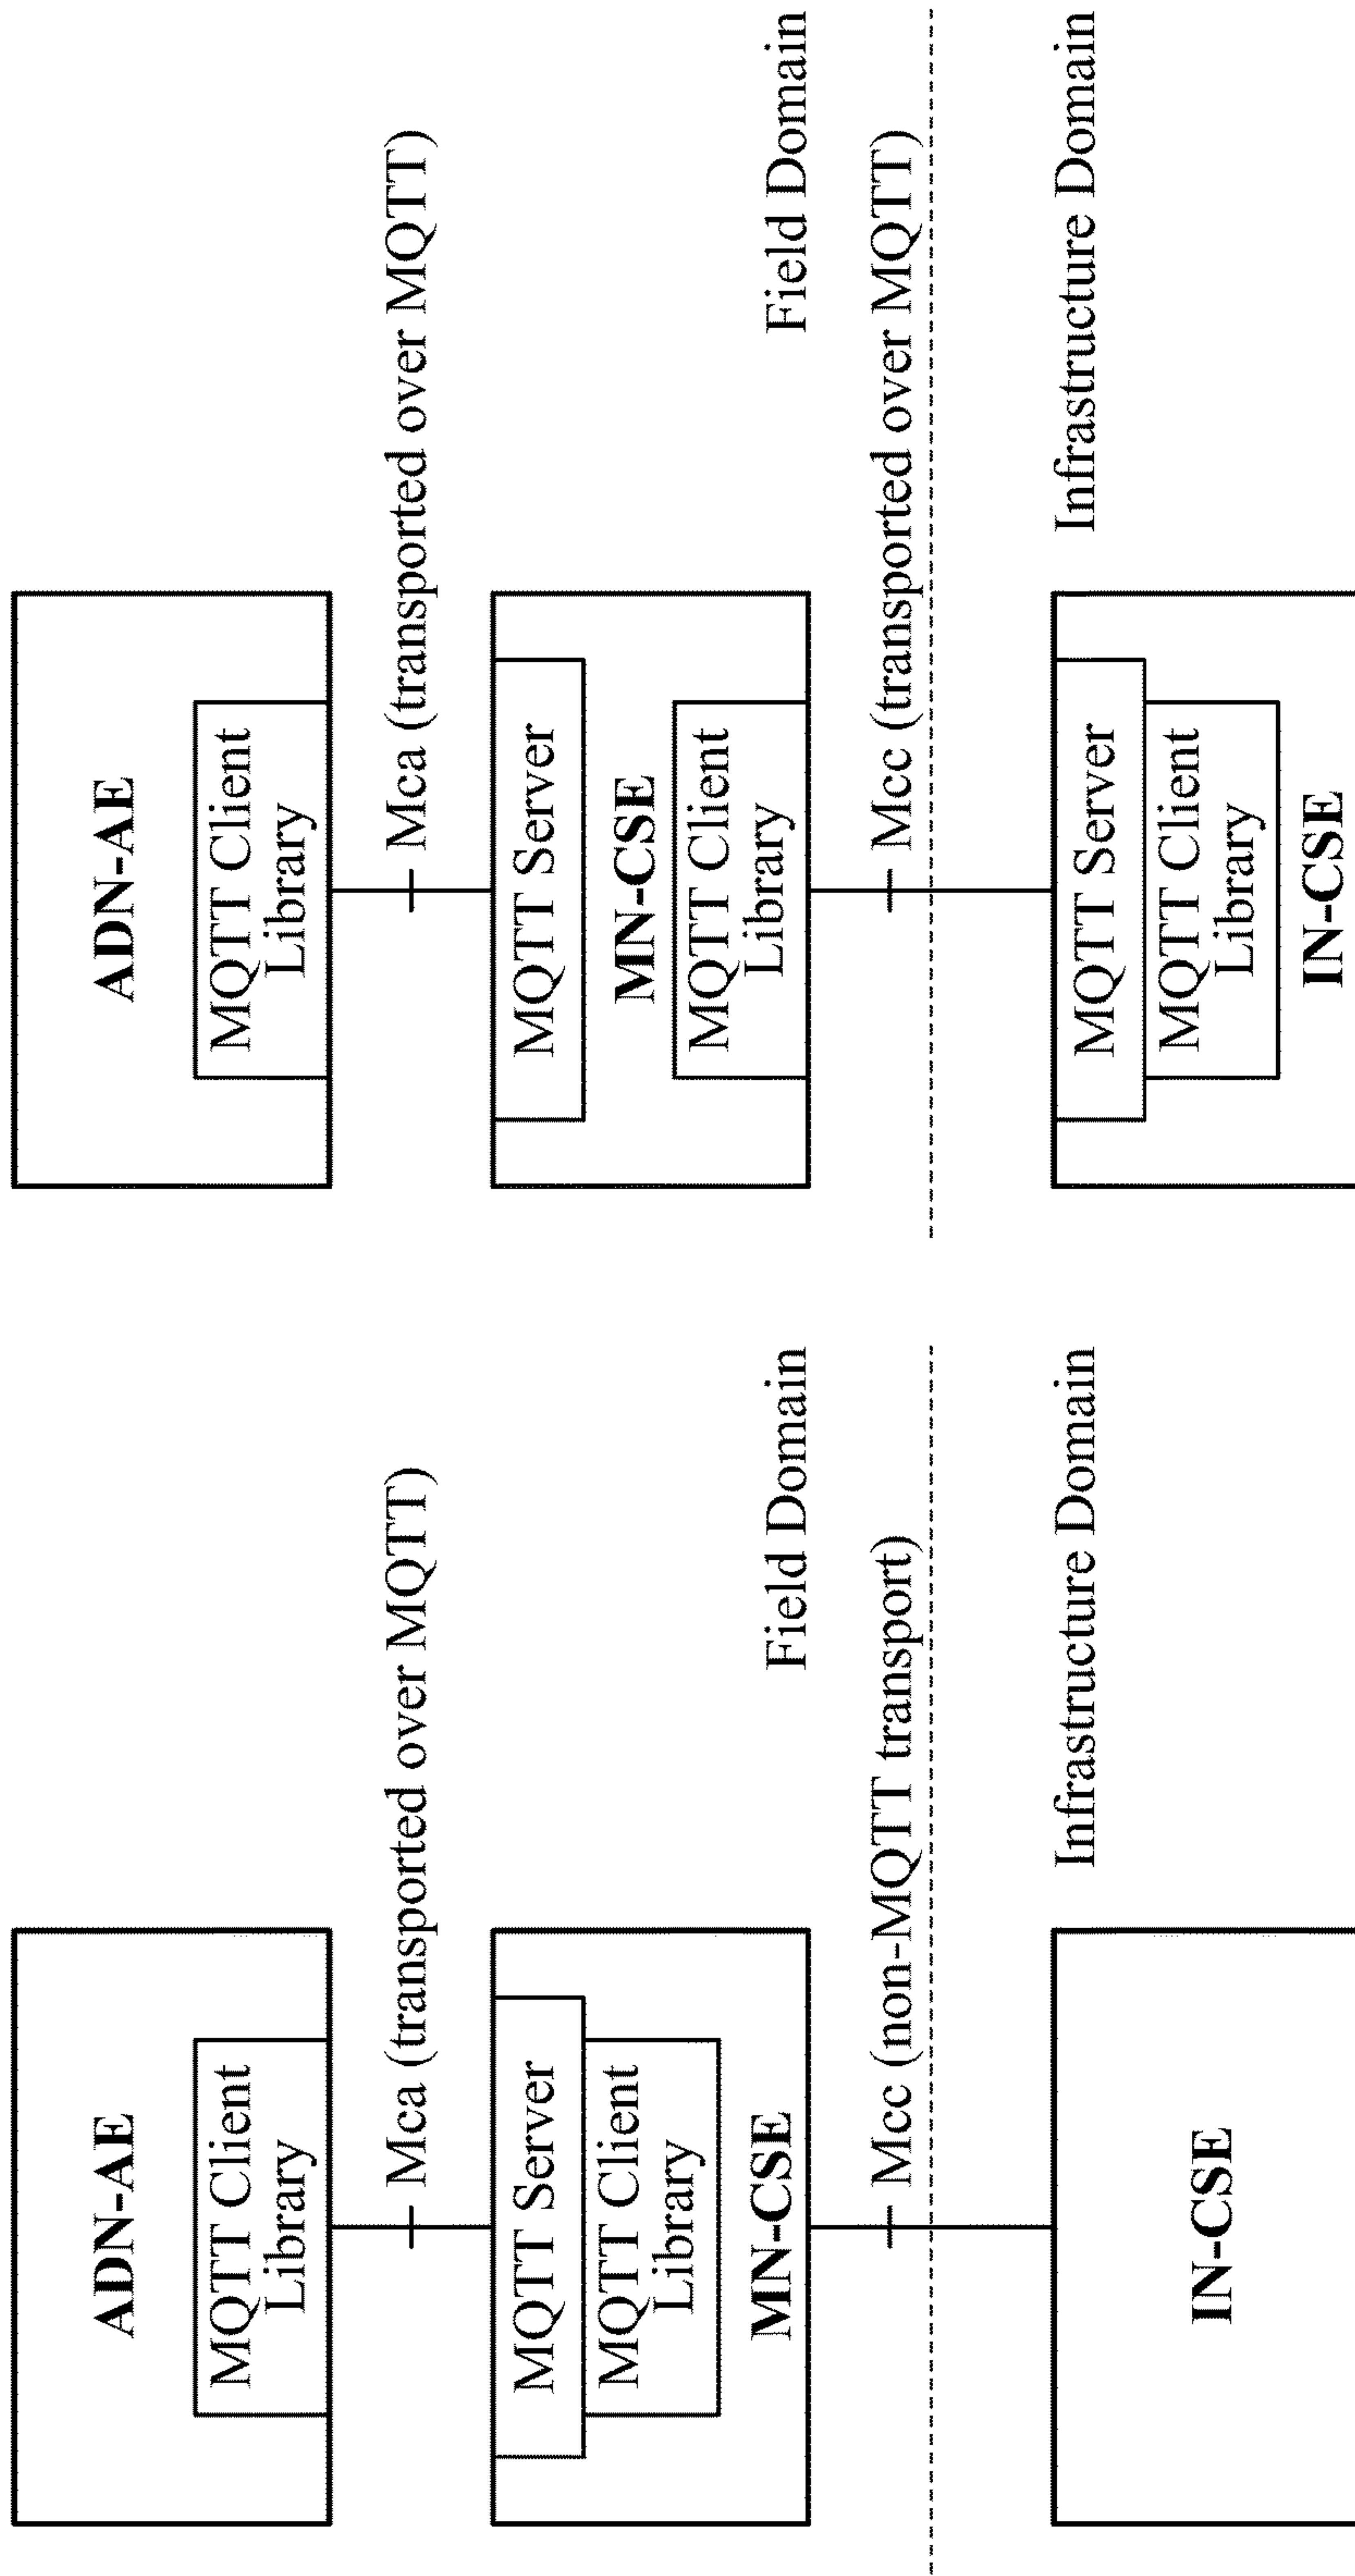 ADN-AE
MQTT Client
Library
Mca (transported over MQTT)
MQTT Server
MQTT Client
Library
MN-CSE
Field Domain
Mcc (non-MQTT transport)
Infrastructure Domain
IN-CSE
ADN-AE
MQTT Client
Library
Mca (transported over MQTT)
MQTT Server
MN-CSE
MQTT Client
Library
Field Domain
Mcc (transported over MQTT)
Infrastructure Domain
MQTT Server
MQTT Client
Library
IN-CSE